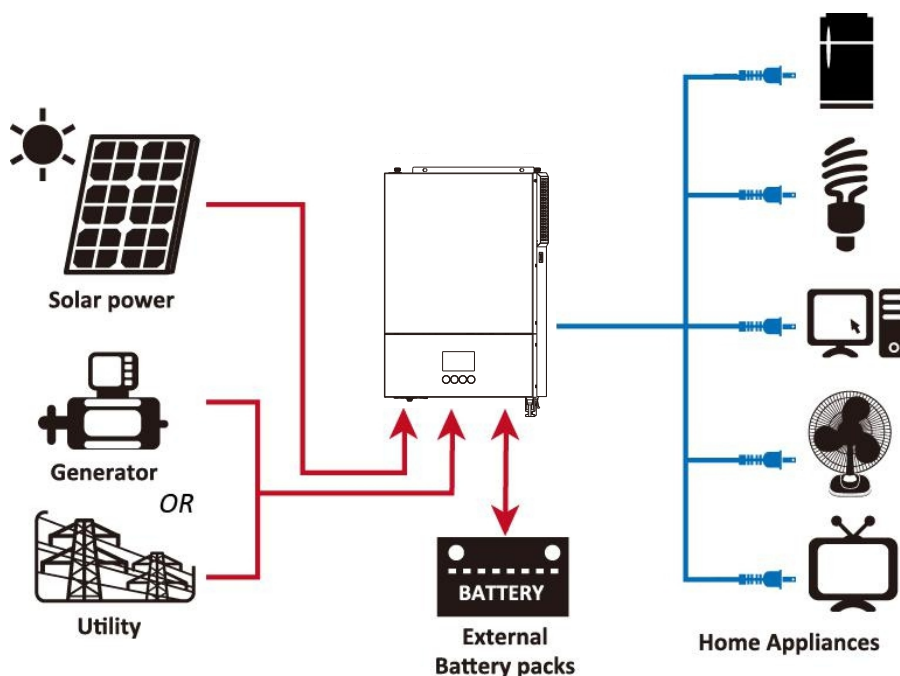 Solar power
Generator
OR
Utility
BATTERY
External
Battery packs
Home Appliances